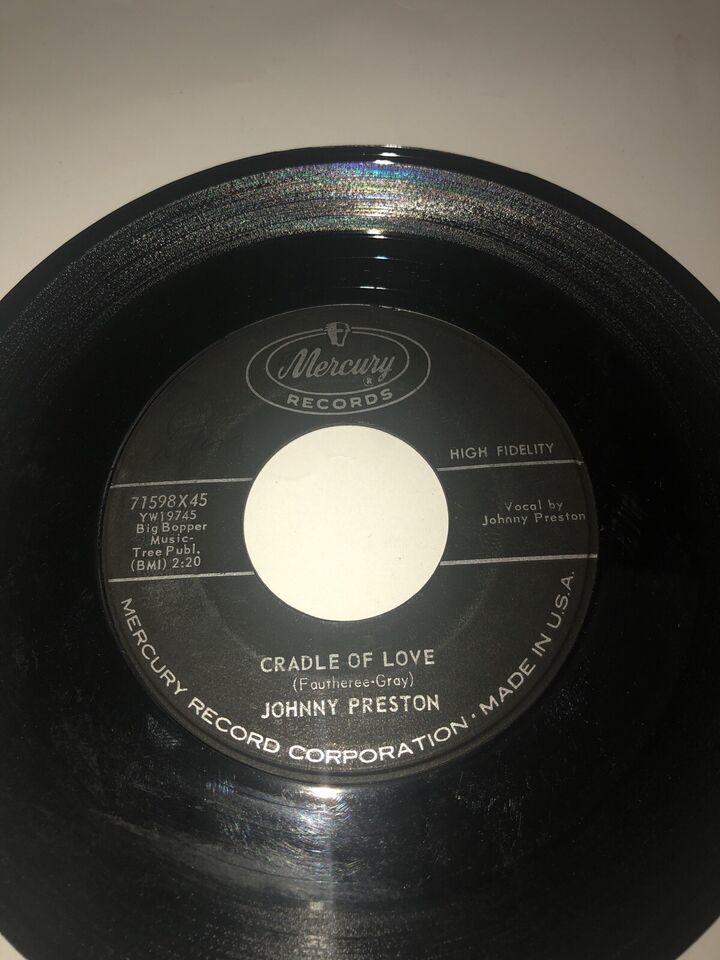 Mercury
®
RECORDS
HIGH FIDELITY
71598X45
YW19745
Big Bopper
Music-
Tree Publ.
(BMI) 2:20
Vocal by
Johnny Preston
CRADLE OF LOVE
(Fautheree-Gray)
JOHNNY PRESTON
MERCURY RECORD CORPORATION · MADE IN U.S.A.